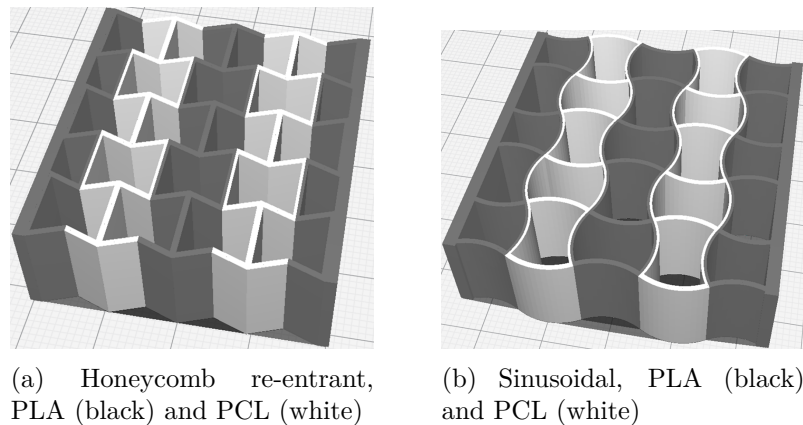 (a) Honeycomb re-entrant,
PLA (black) and PCL (white)
(b) Sinusoidal, PLA (black)
and PCL (white)